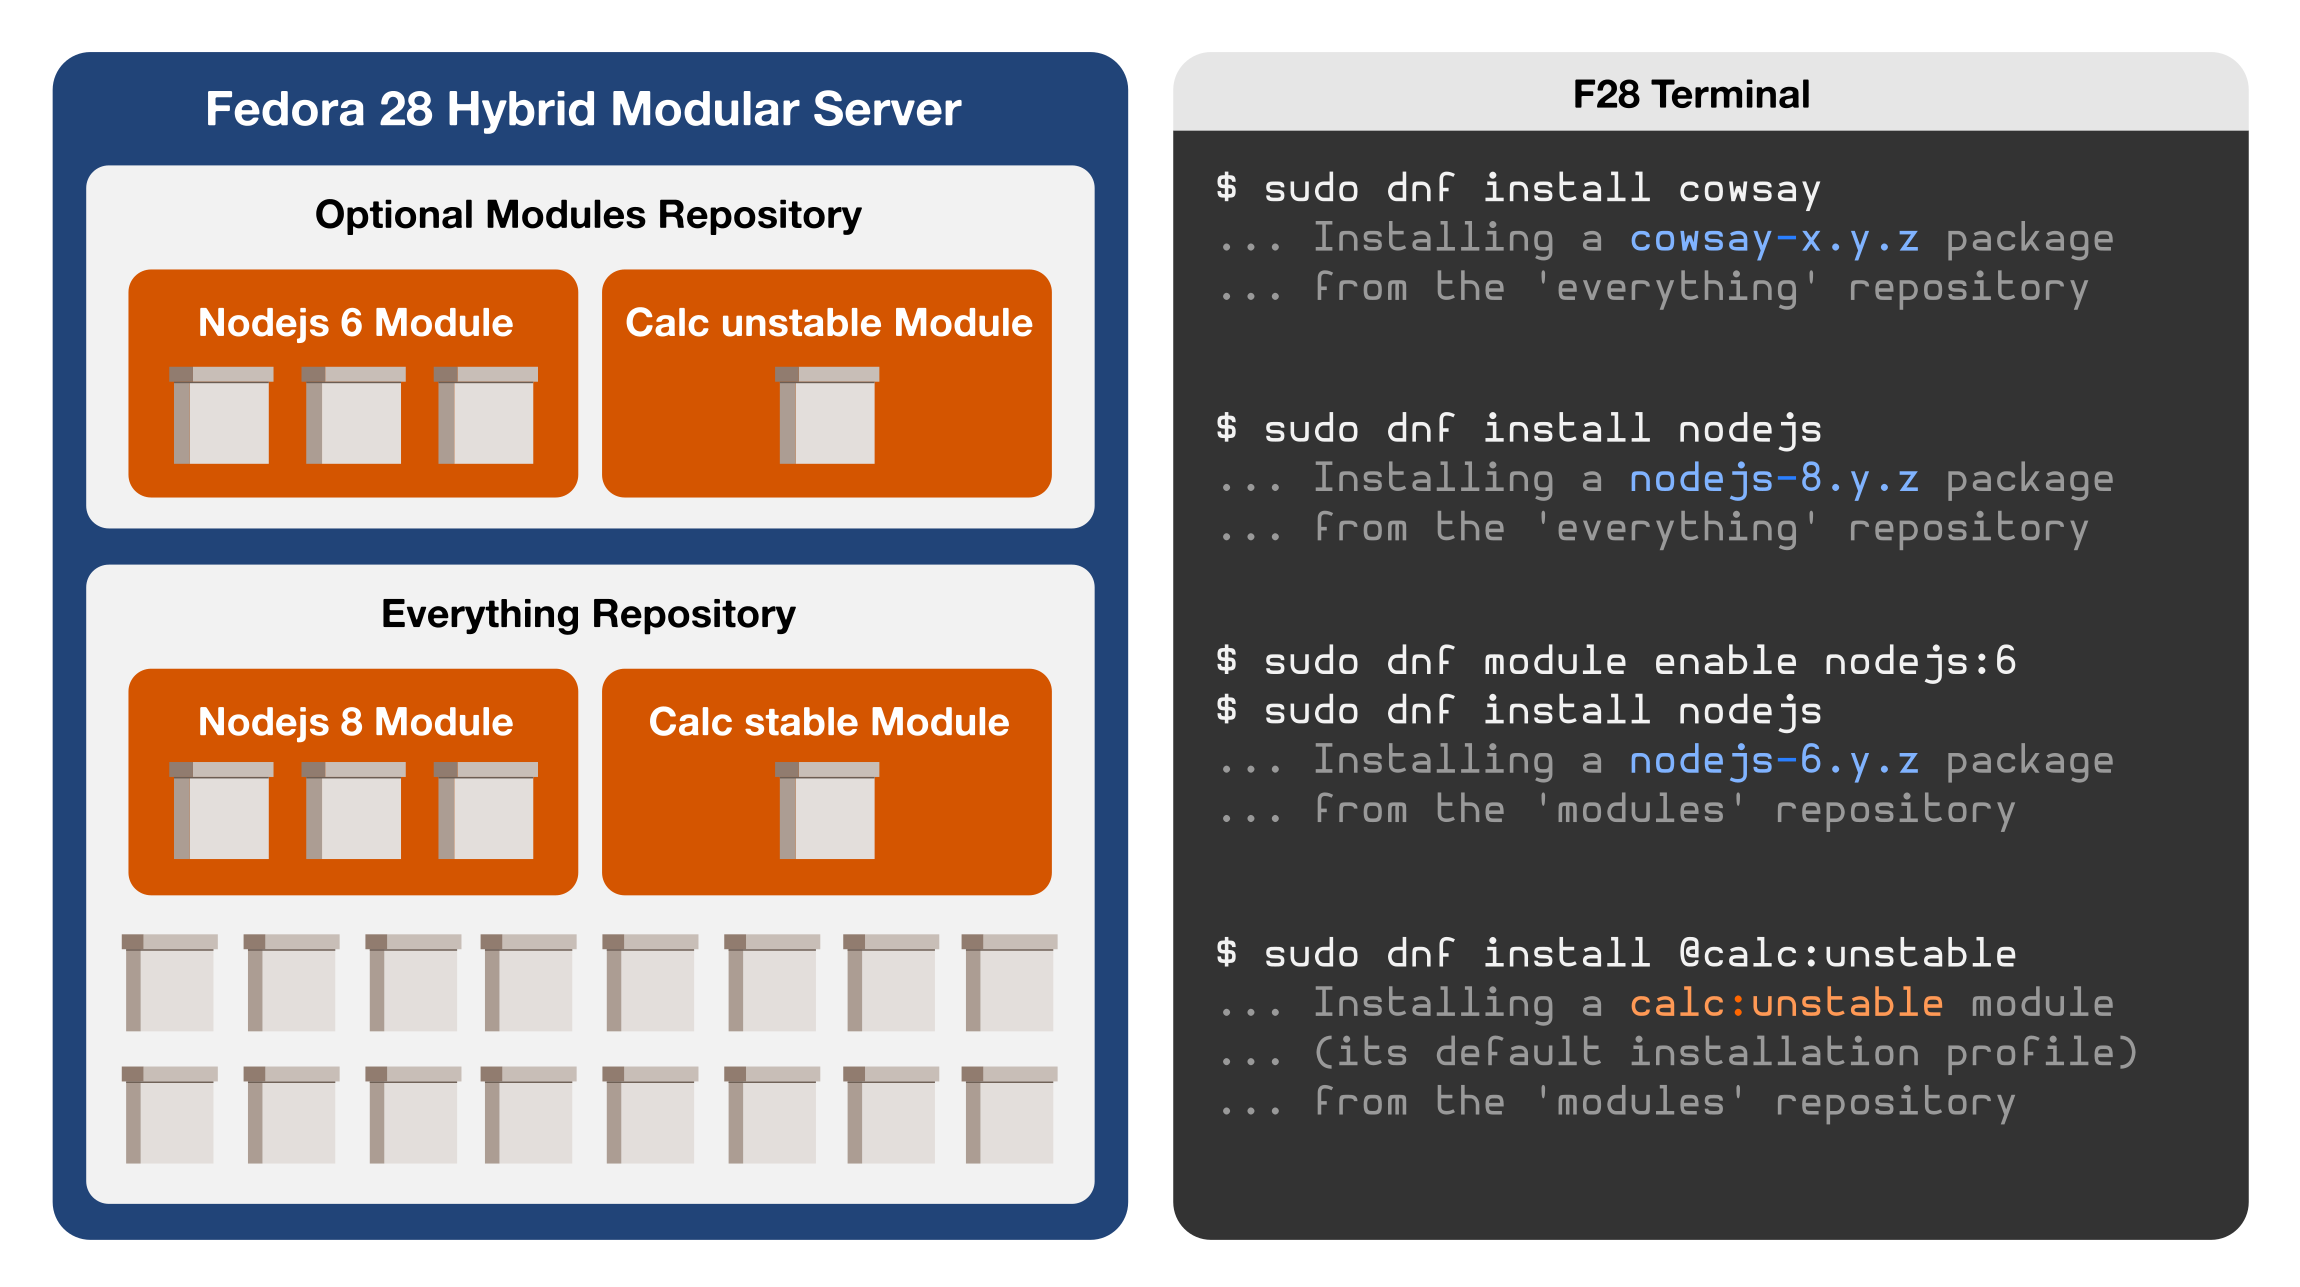 Fedora 28 Hybrid Modular Server
Optional Modules Repository
Nodejs 6 Module
Calc unstable Module
Everything Repository
Nodejs 8 Module
Calc stable Module
F28 Terminal
$ sudo dnf install cowsay
... Installing a cowsay-x.y.z package
... from the 'everything' repository
$ sudo dnf install nodejs
... Installing a nodejs-8.y.z package
... from the 'everything' repository
$ sudo dnf module enable nodejs:6
$ sudo dnf install nodejs
... Installing a nodejs-6.y.z package
... from the 'modules' repository
$ sudo dnf install @calc:unstable
... Installing a calc:unstable module
... (its default installation profile)
... from the 'modules' repository